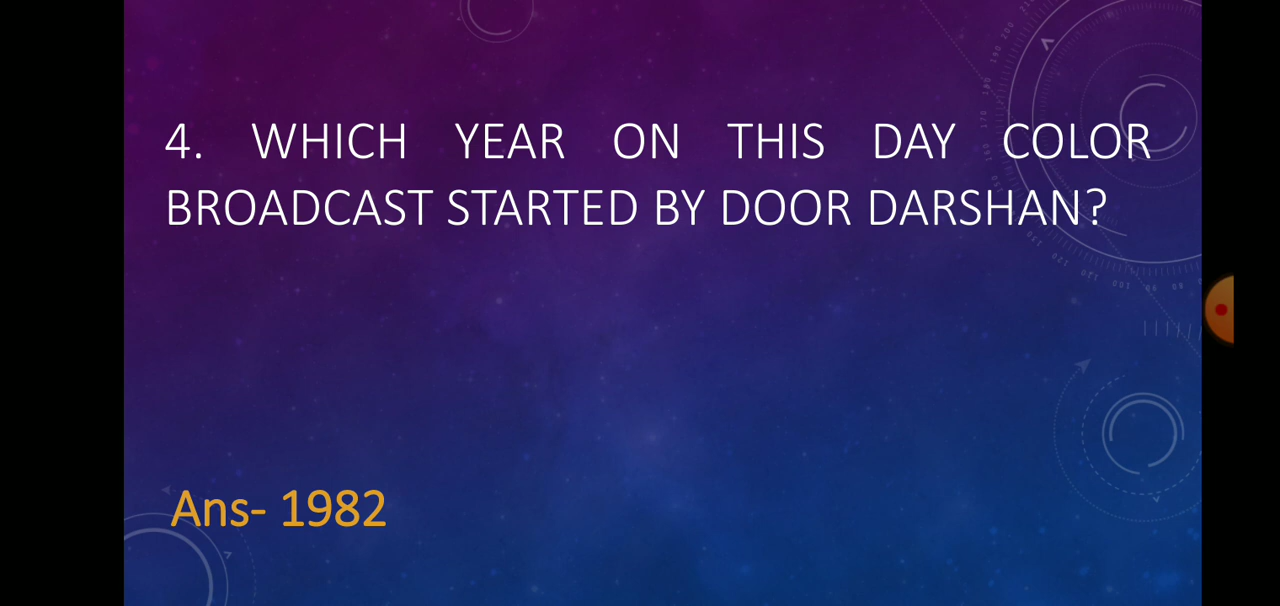 4. WHICH YEAR ON THIS DAY COLOR
BROADCAST STARTED BY DOOR DARSHAN?
Ans- 1982